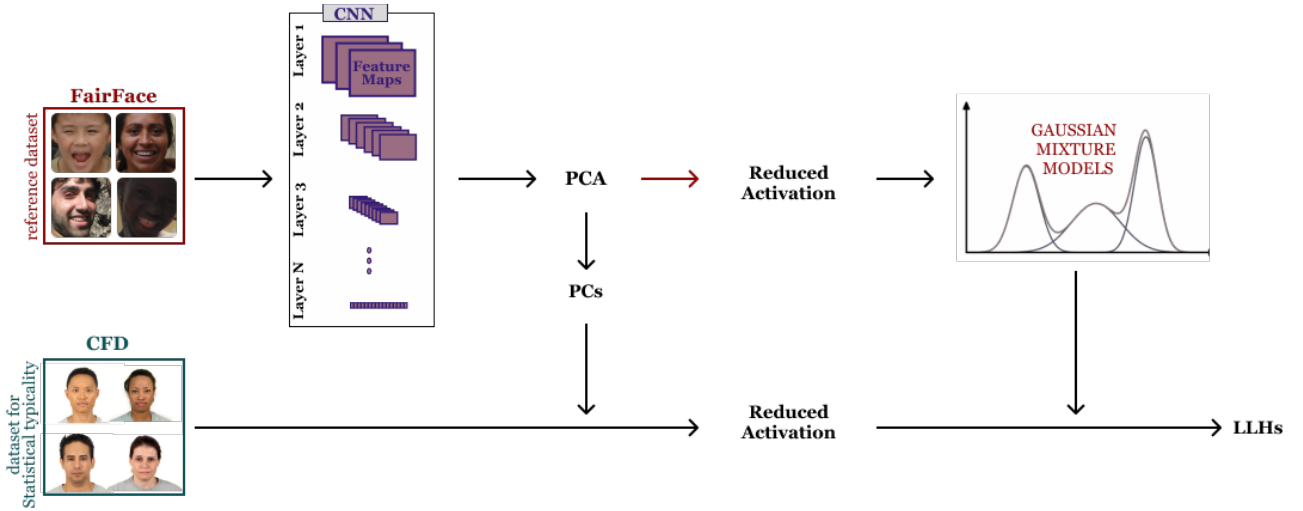 CNN
Layer 1
Feature
Maps
Layer 2
Layer 3
Layer N
FairFace
reference dataset
PCA
Reduced
Activation
GAUSSIAN
MIXTURE
MODELS
PCs
CFD
dataset for
Statistical typicality
Reduced
Activation
LLHs